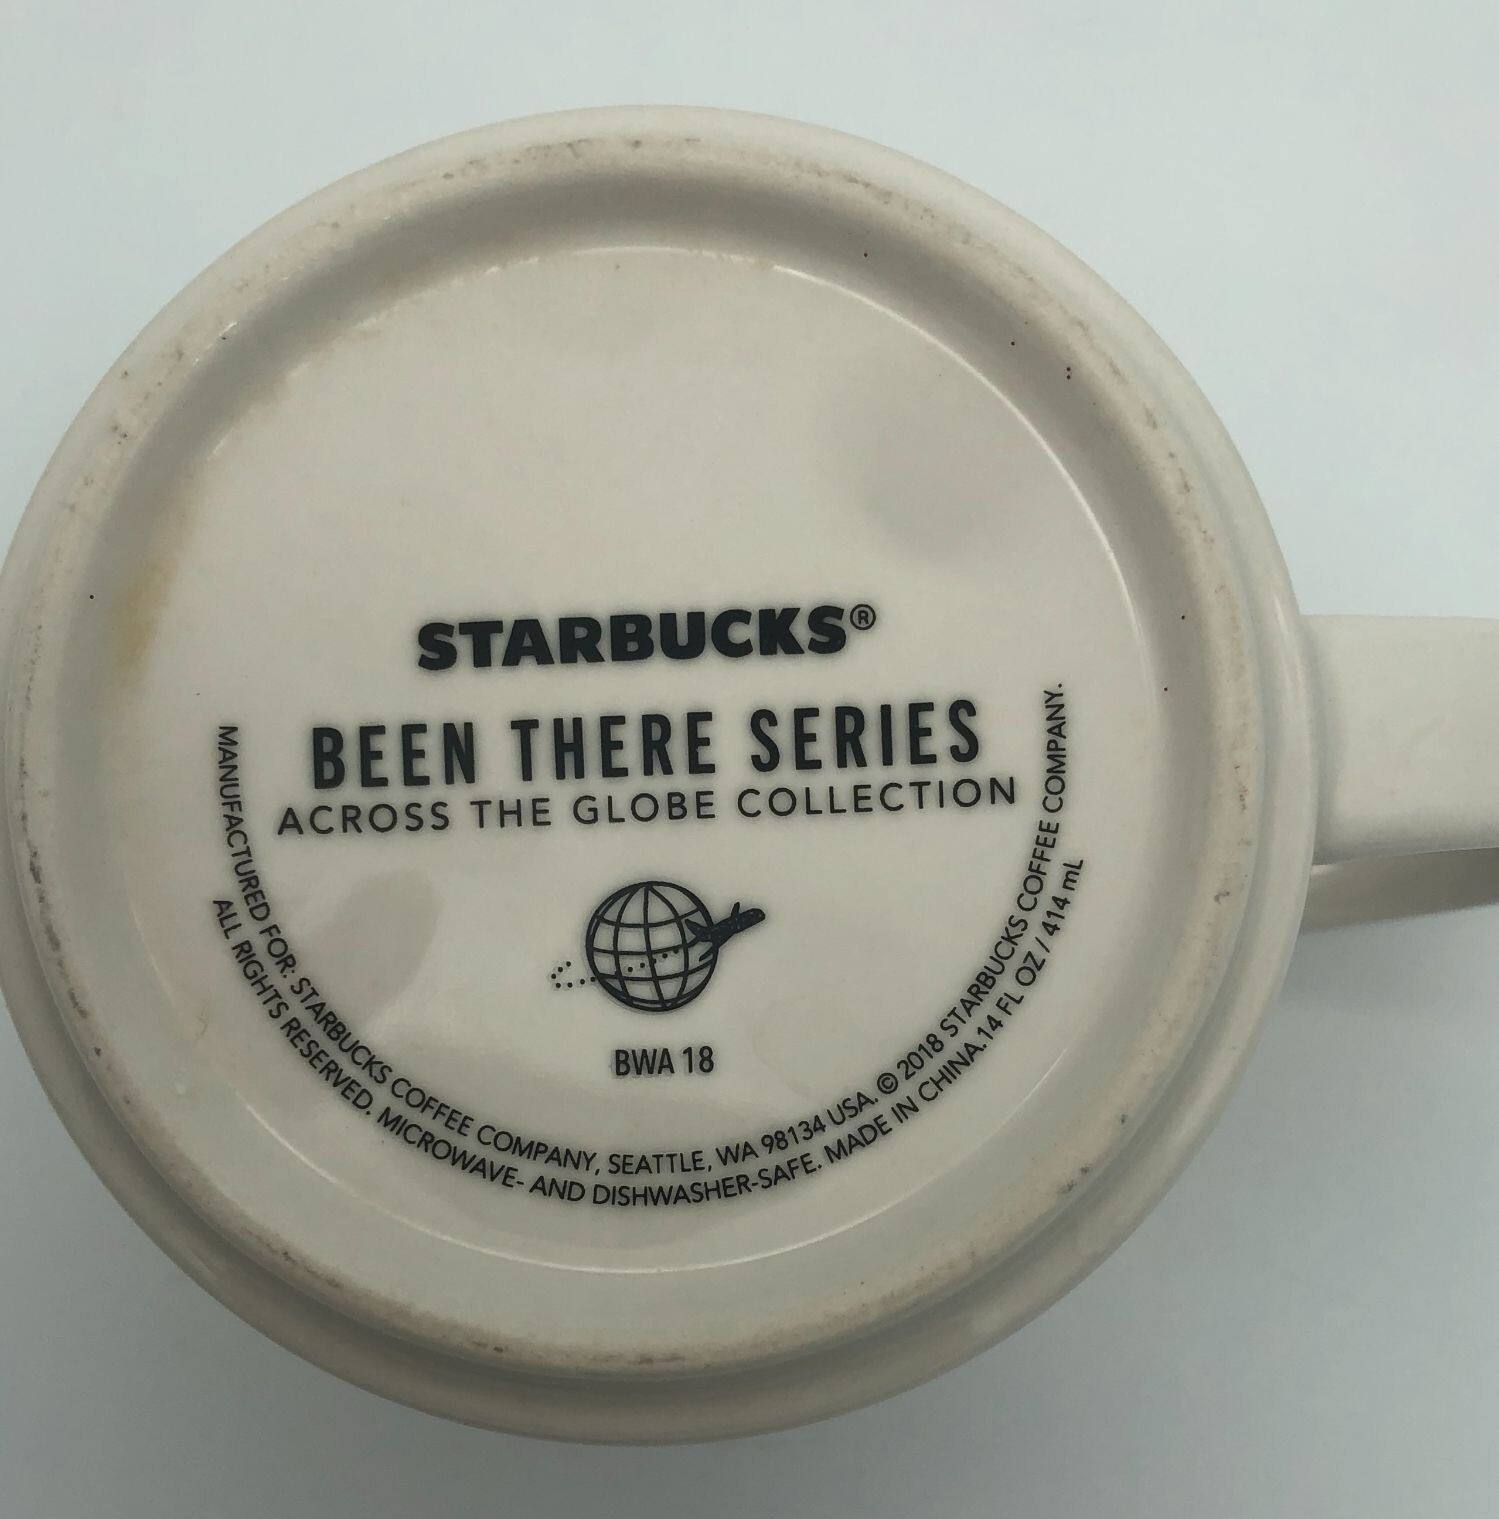 STARBUCKS®
BEEN THERE SERIES
ACROSS THE GLOBE COLLECTION
BWA 18
MANUFACTURED FOR: STARBUCKS COFFEE COMPANY, SEATTLE, WA 98134 USA. © 2018 STARBUCKS COFFEE COMPANY.
ALL RIGHTS RESERVED. MICROWAVE- AND DISHWASHER-SAFE. MADE IN CHINA. 14 FL OZ / 414 mL